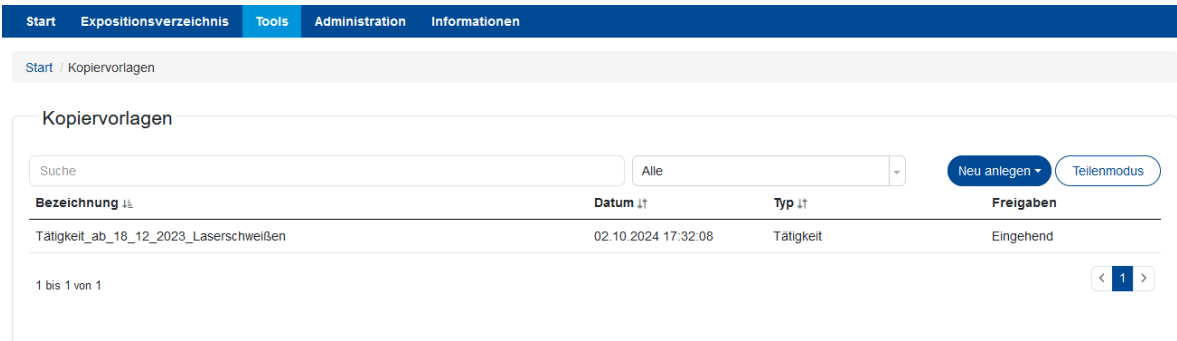 Start Expositionsverzeichnis Tools Administration Informationen
Start / Kopiervorlagen
Kopiervorlagen
Suche Alle Neu anlegen Teilenmodus
Bezeichnung Datum Typ Freigaben
Tätigkeit_ab_18_12_2023_Laserschweißen 02.10.2024 17:32:08 Tätigkeit Eingehend
1 bis 1 von 1 < 1 >